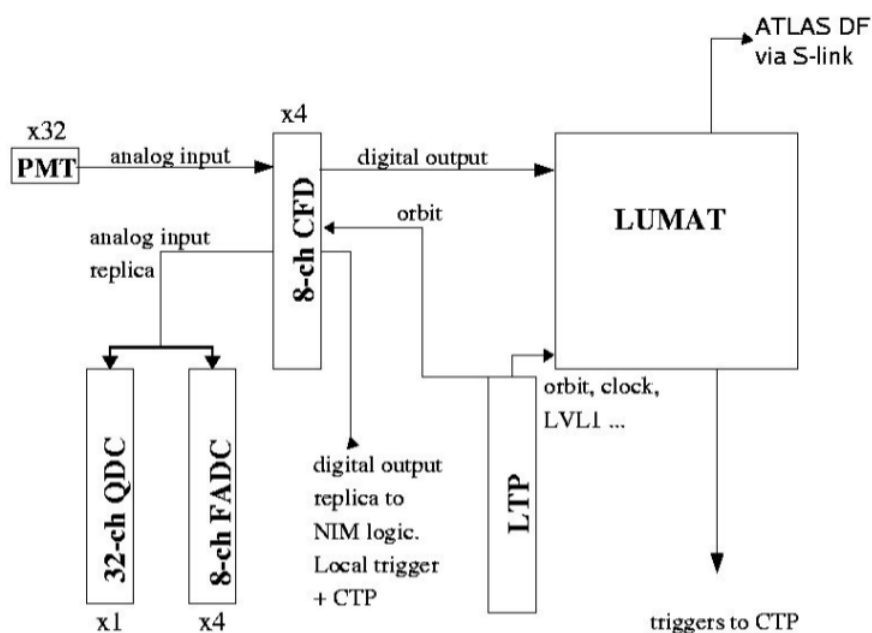 ATLAS DF
via S-link
x4
x32
PMT
analog input
digital output
8-ch CFD
orbit
LUMAT
analog input
replica
orbit, clock,
LVL1 ...
32-ch QDC
8-ch FADC
LTP
digital output
replica to
NIM logic.
Local trigger
+ CTP
x1
x4
triggers to CTP